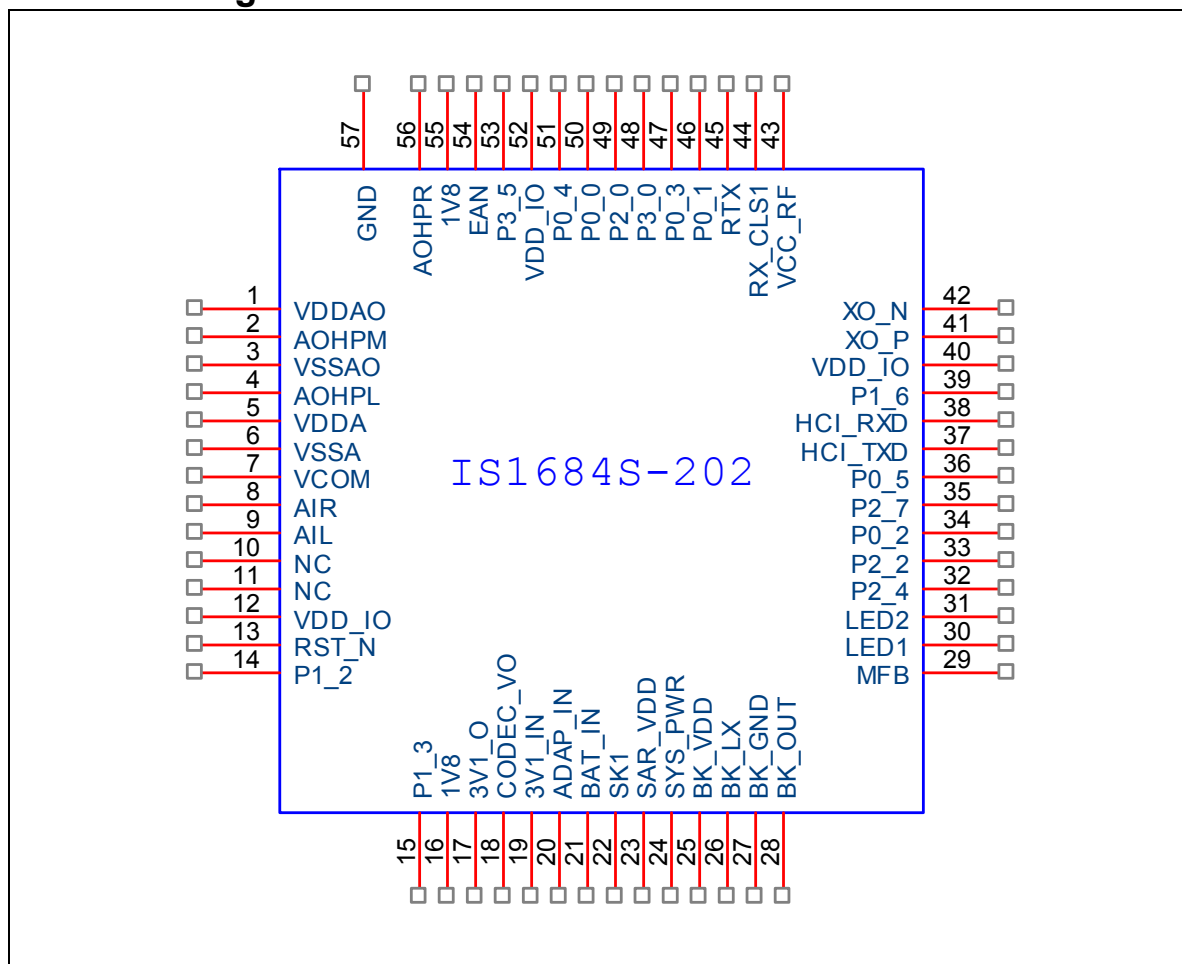 57 56 55 54 53 52 51 50 49 48 47 46 45 44 43
GND AOHPR 1V8 EAN P3_5 VDD_IO P0_4 P0_0 P2_0 P3_0 P0_3 P0_1 RTX RX_CLS1 VCC_RF
1 VDDAO XO_N 42
2 AOHPM XO_P 41
3 VSSAO VDD_IO 40
4 AOHPL P1_6 39
5 VDDA HCI_RXD 38
6 VSSA HCI_TXD 37
7 VCOM P0_5 36
IS1684S-202
8 AIR P2_7 35
9 AIL P0_2 34
10 NC P2_2 33
11 NC P2_4 32
12 VDD_IO LED2 31
13 RST_N LED1 30
14 P1_2 MFB 29
P1_3 1V8 3V1_O CODEC_VO 3V1_IN ADAP_IN BAT_IN SK1 SAR_VDD SYS_PWR BK_VDD BK_LX BK_GND BK_OUT
15 16 17 18 19 20 21 22 23 24 25 26 27 28